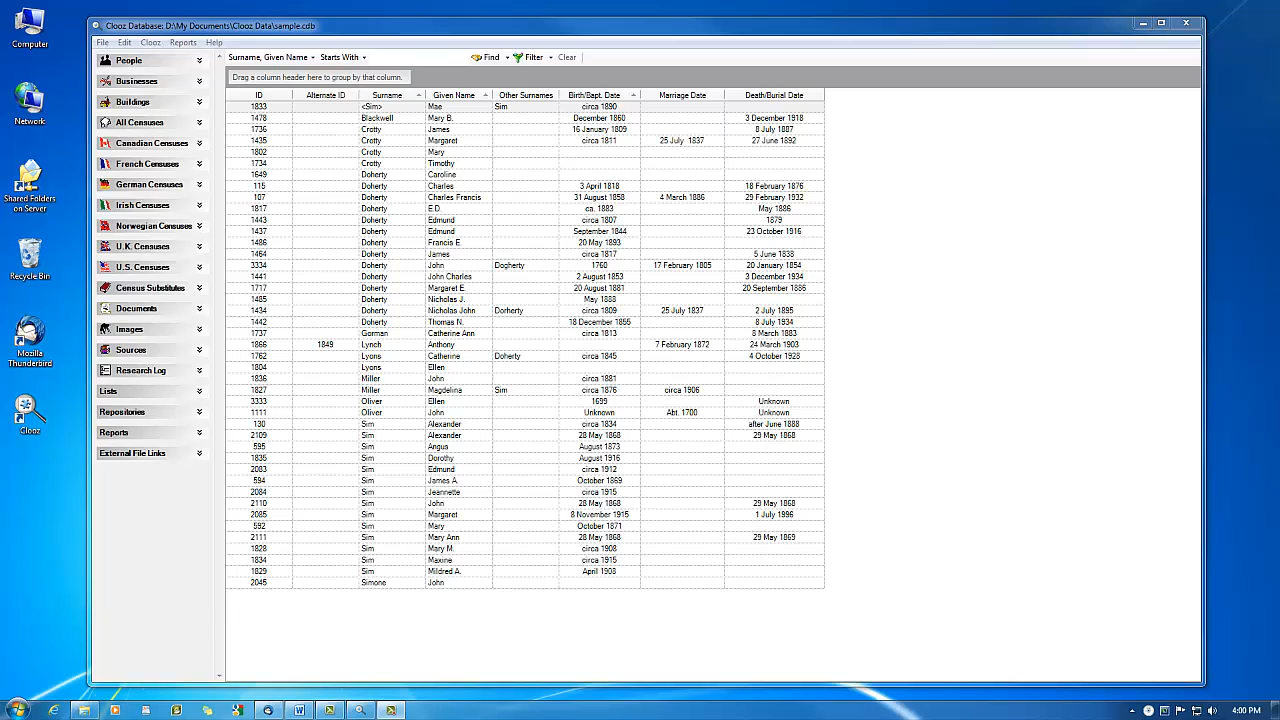 Computer
Network
Shared Folders
on Server
Recycle Bin
Mozilla
Thunderbird
Clooz
Clooz Database: D:\My Documents\Clooz Data\sample.cdb
File Edit Clooz Reports Help
People
Businesses
Buildings
All Censuses
Canadian Censuses
French Censuses
German Censuses
Irish Censuses
Norwegian Censuses
U.K. Censuses
U.S. Censuses
Census Substitutes
Documents
Images
Sources
Research Log
Lists
Repositories
Reports
External File Links
Surname, Given Name Starts With Find Filter Clear
Drag a column header here to group by that column.
ID Alternate ID Surname Given Name Other Surnames Birth/Bapt. Date Marriage Date Death/Burial Date
1833 <Sim> Mae Sim circa 1890
1478 Blackwell Mary B. December 1860 3 December 1918
1736 Crotty James 16 January 1809 8 July 1887
1435 Crotty Margaret circa 1811 25 July 1837 27 June 1892
1802 Crotty Mary
1734 Crotty Timothy
1649 Doherty Caroline
115 Doherty Charles 3 April 1818 18 February 1876
107 Doherty Charles Francis 31 August 1858 4 March 1886 29 February 1932
1817 Doherty E.D. ca. 1883 May 1886
1443 Doherty Edmund circa 1807 1879
1437 Doherty Edmund September 1844 23 October 1916
1486 Doherty Francis E. 20 May 1893
1464 Doherty James circa 1817 5 June 1838
3334 Doherty John Dogherty 1760 17 February 1805 20 January 1854
1441 Doherty John Charles 2 August 1853 3 December 1934
1717 Doherty Margaret E. 20 August 1881 20 September 1886
1485 Doherty Nicholas J. May 1888
1434 Doherty Nicholas John Dorherty circa 1809 25 July 1837 2 July 1895
1442 Doherty Thomas N. 18 December 1855 8 July 1934
1737 Gorman Catherine Ann circa 1813 8 March 1883
1866 1849 Lynch Anthony 7 February 1872 24 March 1903
1762 Lyons Catherine Doherty circa 1845 4 October 1928
1804 Lyons Ellen
1836 Miller John circa 1881
1827 Miller Magdelina Sim circa 1876 circa 1906
3333 Oliver Ellen 1699 Unknown
1111 Oliver John Unknown Abt. 1700 Unknown
130 Sim Alexander circa 1834 after June 1888
2109 Sim Alexander 28 May 1868 29 May 1868
595 Sim Angus August 1873
1835 Sim Dorothy August 1916
2083 Sim Edmund circa 1912
594 Sim James A. October 1869
2084 Sim Jeannette circa 1915
2110 Sim John 28 May 1868 29 May 1868
2085 Sim Margaret 8 November 1915 1 July 1996
592 Sim Mary October 1871
2111 Sim Mary Ann 28 May 1868 29 May 1869
1828 Sim Mary M. circa 1908
1834 Sim Maxine circa 1915
1829 Sim Mildred A. April 1903
2045 Simone John
4:00 PM